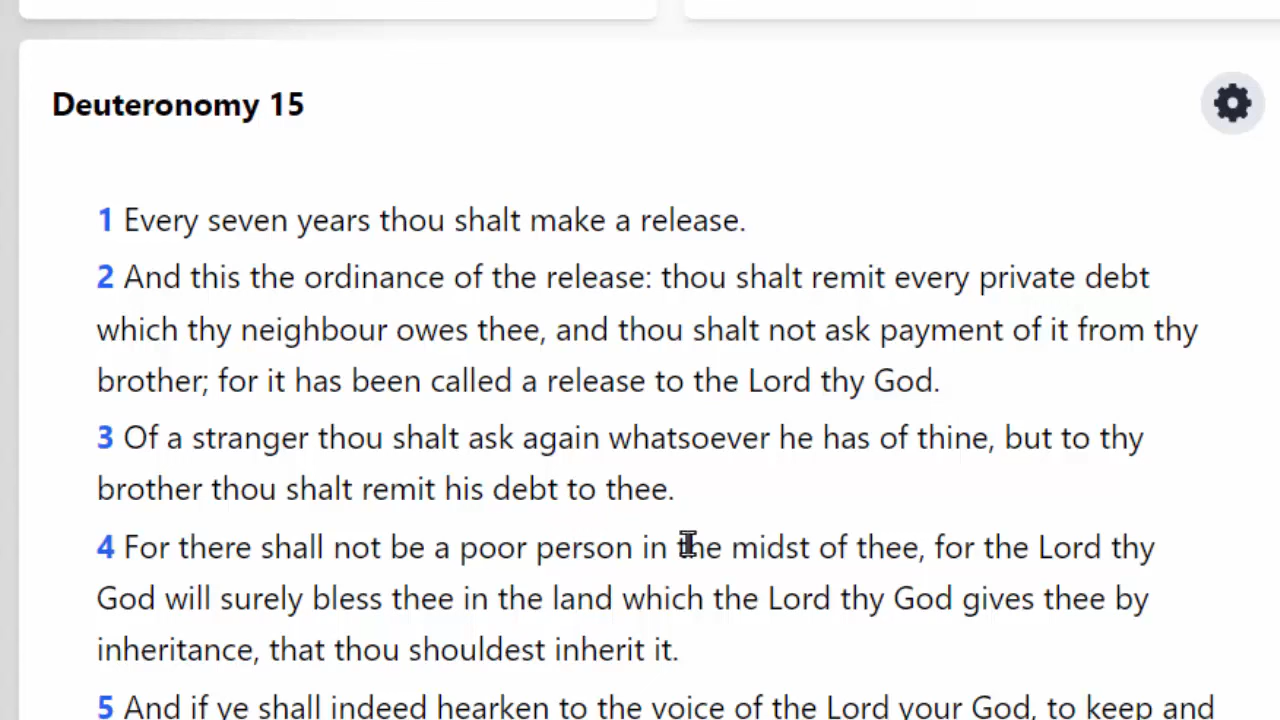 Deuteronomy 15
1 Every seven years thou shalt make a release.
2 And this the ordinance of the release: thou shalt remit every private debt
which thy neighbour owes thee, and thou shalt not ask payment of it from thy
brother; for it has been called a release to the Lord thy God.
3 Of a stranger thou shalt ask again whatsoever he has of thine, but to thy
brother thou shalt remit his debt to thee.
4 For there shall not be a poor person in the midst of thee, for the Lord thy
God will surely bless thee in the land which the Lord thy God gives thee by
inheritance, that thou shouldest inherit it.
5 And if ye shall indeed hearken to the voice of the Lord your God, to keep and